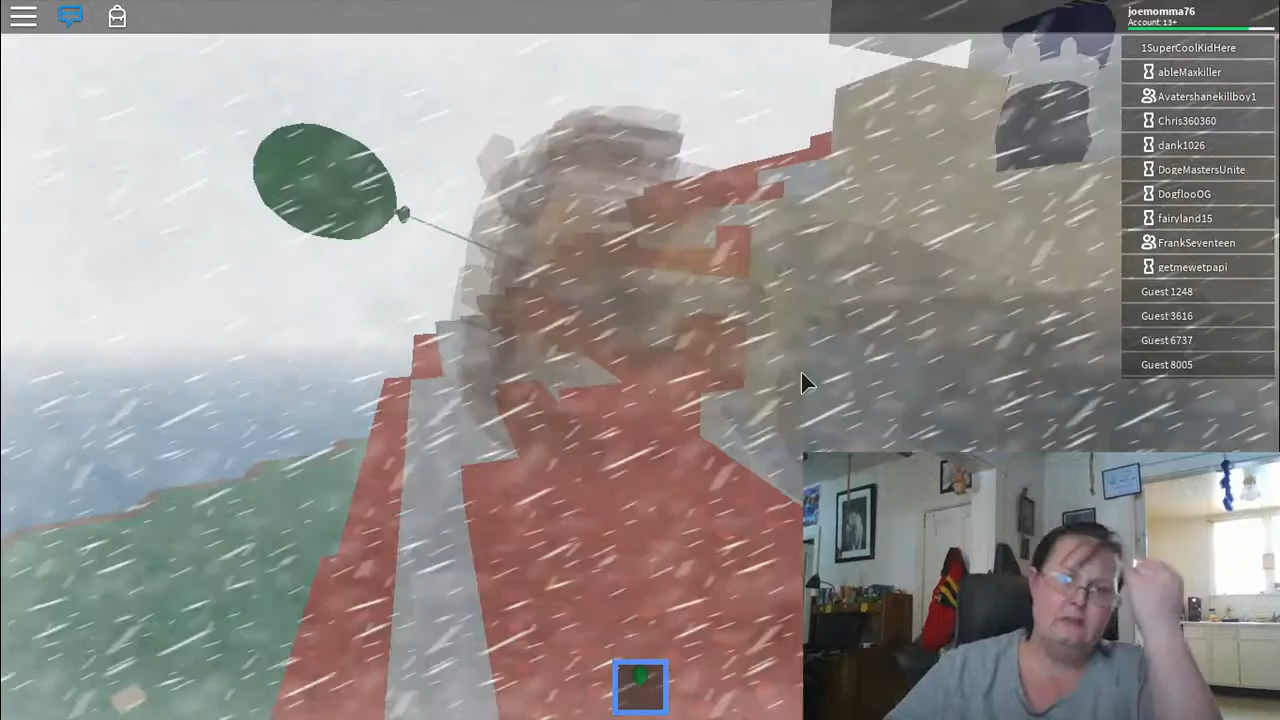 joemomma76
Account: 13+
1SuperCoolKidHere
ableMaxkiller
Avatershanekillboy1
Chris360360
dank1026
DogeMastersUnite
DogflooOG
fairyland15
FrankSeventeen
getmewetpapi
Guest 1248
Guest 3616
Guest 6737
Guest 8005